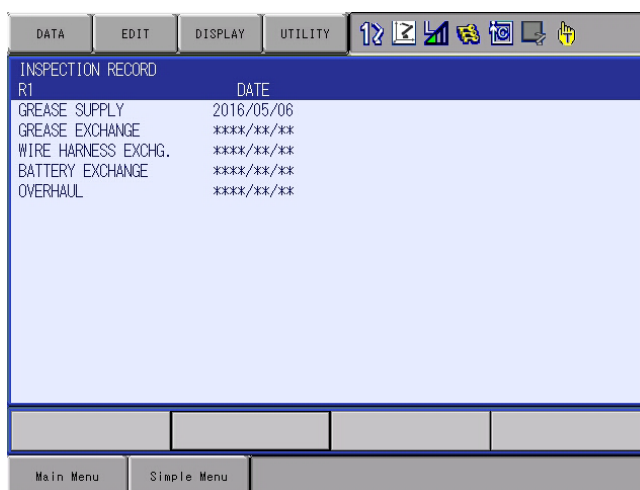 DATA EDIT DISPLAY UTILITY
INSPECTION RECORD
R1 DATE
GREASE SUPPLY 2016/05/06
GREASE EXCHANGE ****/**/**
WIRE HARNESS EXCHG. ****/**/**
BATTERY EXCHANGE ****/**/**
OVERHAUL ****/**/**
Main Menu Simple Menu